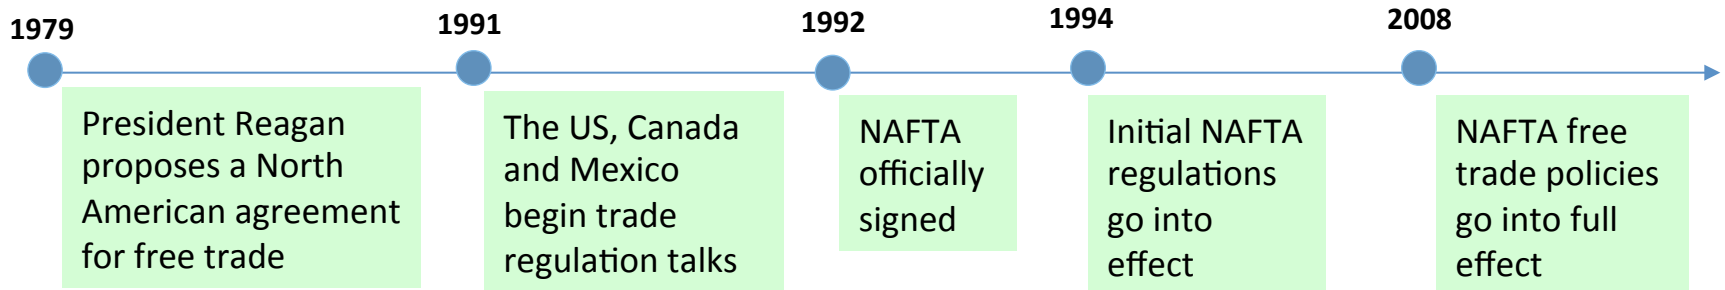 1979
President Reagan
proposes a North
American agreement
for free trade
1991
The US, Canada
and Mexico
begin trade
regulation talks
1992
NAFTA
officially
signed
1994
Initial NAFTA
regulations
go into
effect
2008
NAFTA free
trade policies
go into full
effect